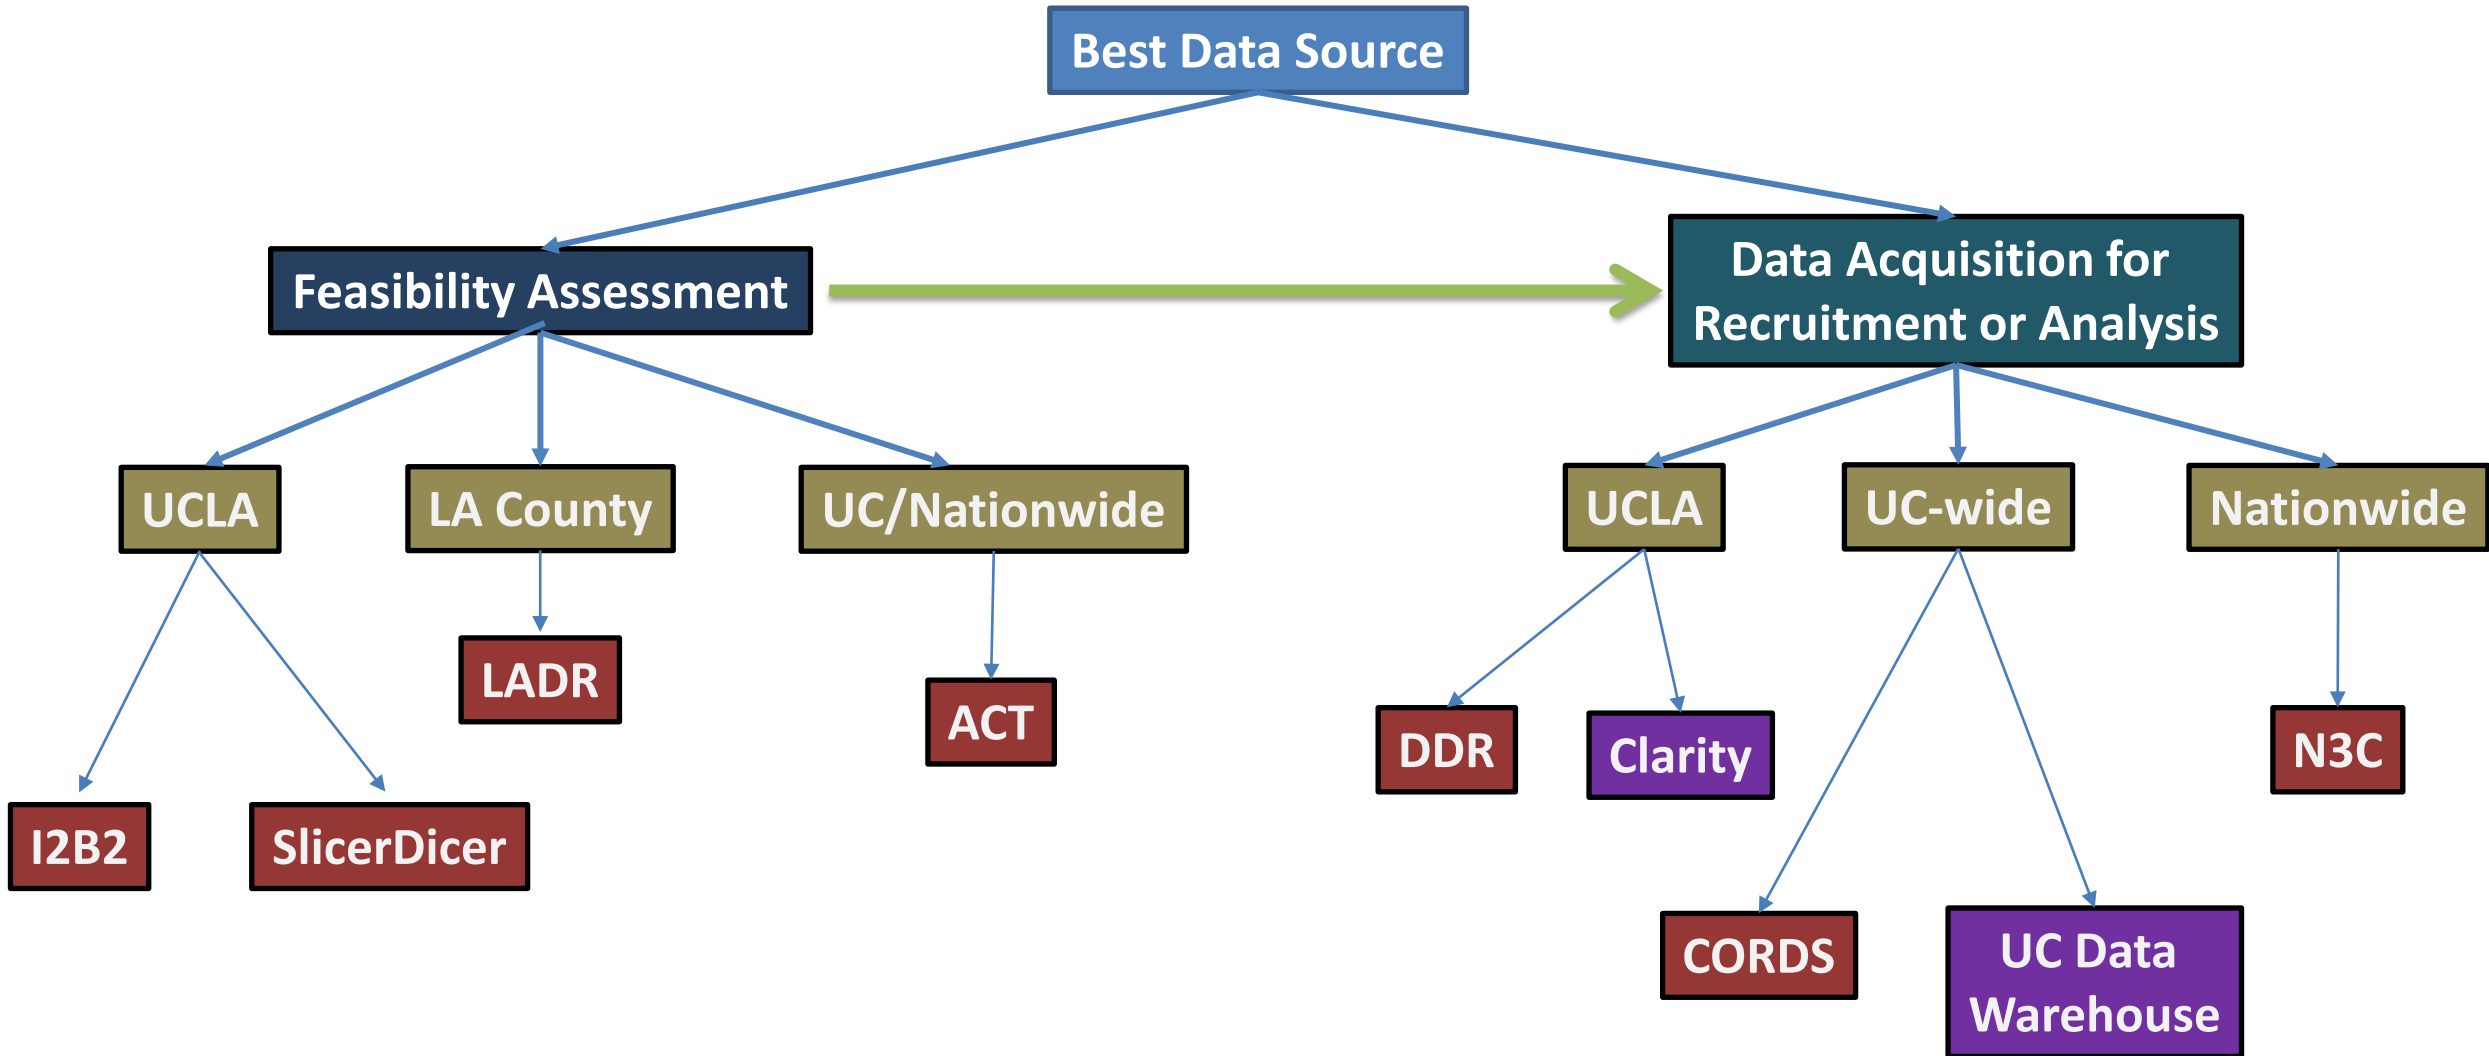 Best Data Source
Feasibility Assessment
Data Acquisition for
Recruitment or Analysis
UCLA
LA County
UC/Nationwide
UCLA
UC-wide
Nationwide
LADR
ACT
DDR
Clarity
N3C
I2B2
SlicerDicer
CORDS
UC Data
Warehouse